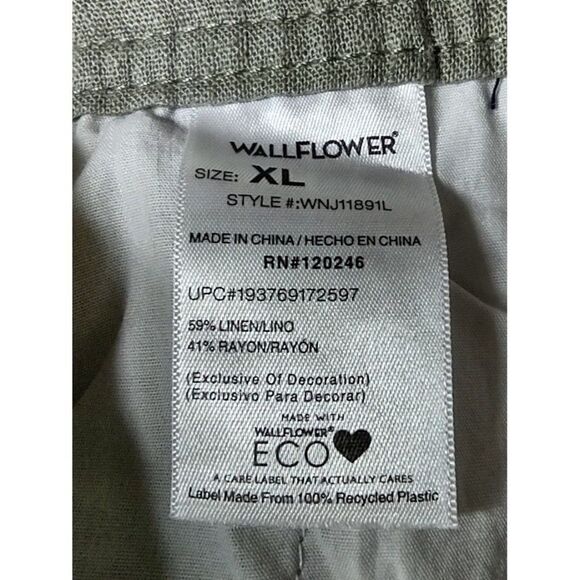 WALLFLOWER®
SIZE: XL
STYLE #:WNJ11891L
MADE IN CHINA / HECHO EN CHINA
RN#120246
UPC#193769172597
59% LINEN/LINO
41% RAYON/RAYÓN
(Exclusive Of Decoration)
(Exclusivo Para Decorar)
MADE WITH
WALLFLOWER®
ECO
A CARE LABEL THAT ACTUALLY CARES
Label Made From 100% Recycled Plastic